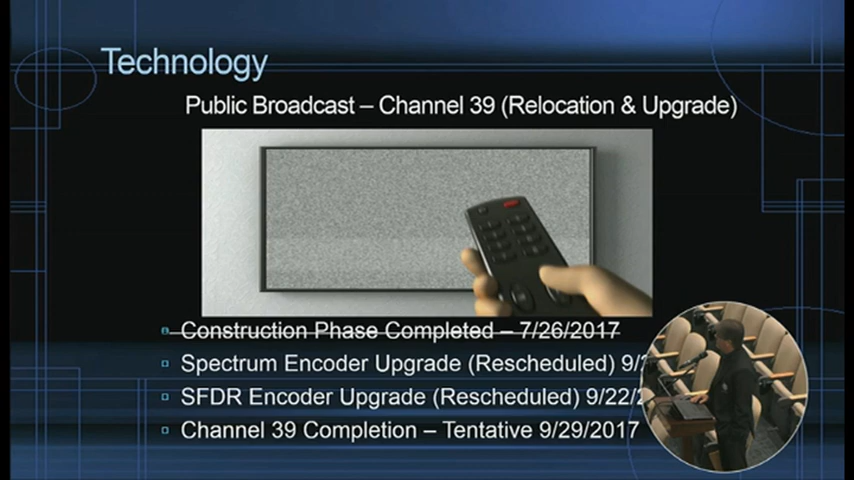 Technology
Public Broadcast – Channel 39 (Relocation & Upgrade)
Construction Phase Completed – 7/26/2017
Spectrum Encoder Upgrade (Rescheduled) 9/
SFDR Encoder Upgrade (Rescheduled) 9/22/
Channel 39 Completion – Tentative 9/29/2017